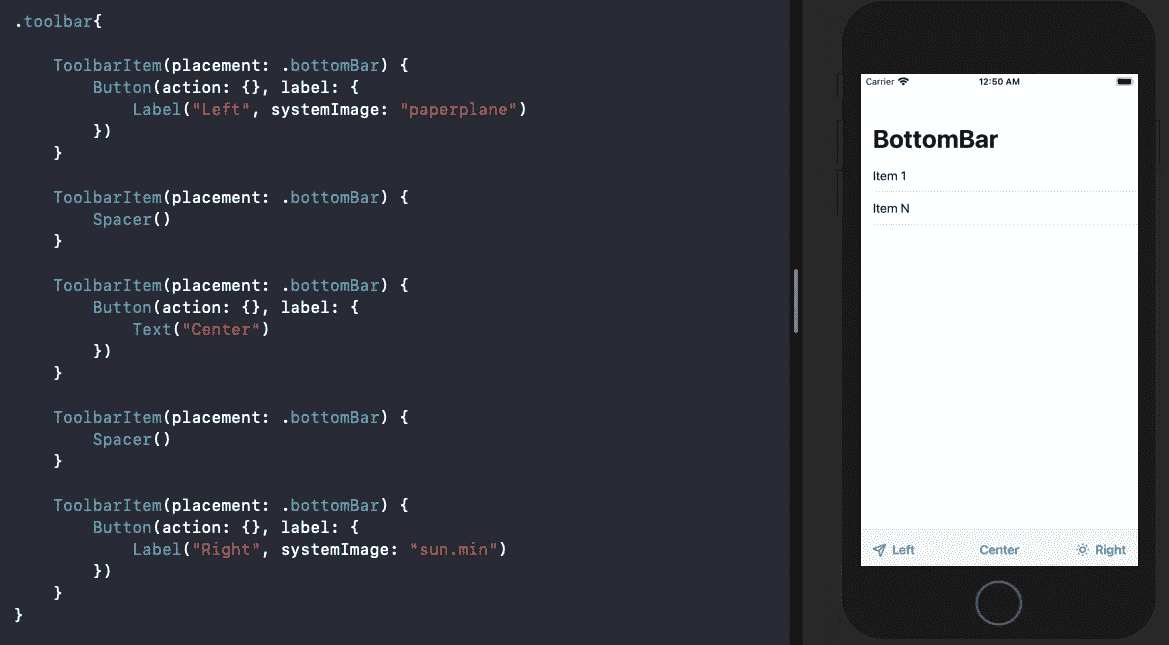 .toolbar{
ToolbarItem(placement: .bottomBar) {
Button(action: {}, label: {
Label("Left", systemImage: "paperplane")
})
}
ToolbarItem(placement: .bottomBar) {
Spacer()
}
ToolbarItem(placement: .bottomBar) {
Button(action: {}, label: {
Text("Center")
})
}
ToolbarItem(placement: .bottomBar) {
Spacer()
}
ToolbarItem(placement: .bottomBar) {
Button(action: {}, label: {
Label("Right", systemImage: "sun.min")
})
}
}
Carrier 12:50 AM
BottomBar
Item 1
Item N
Left Center Right